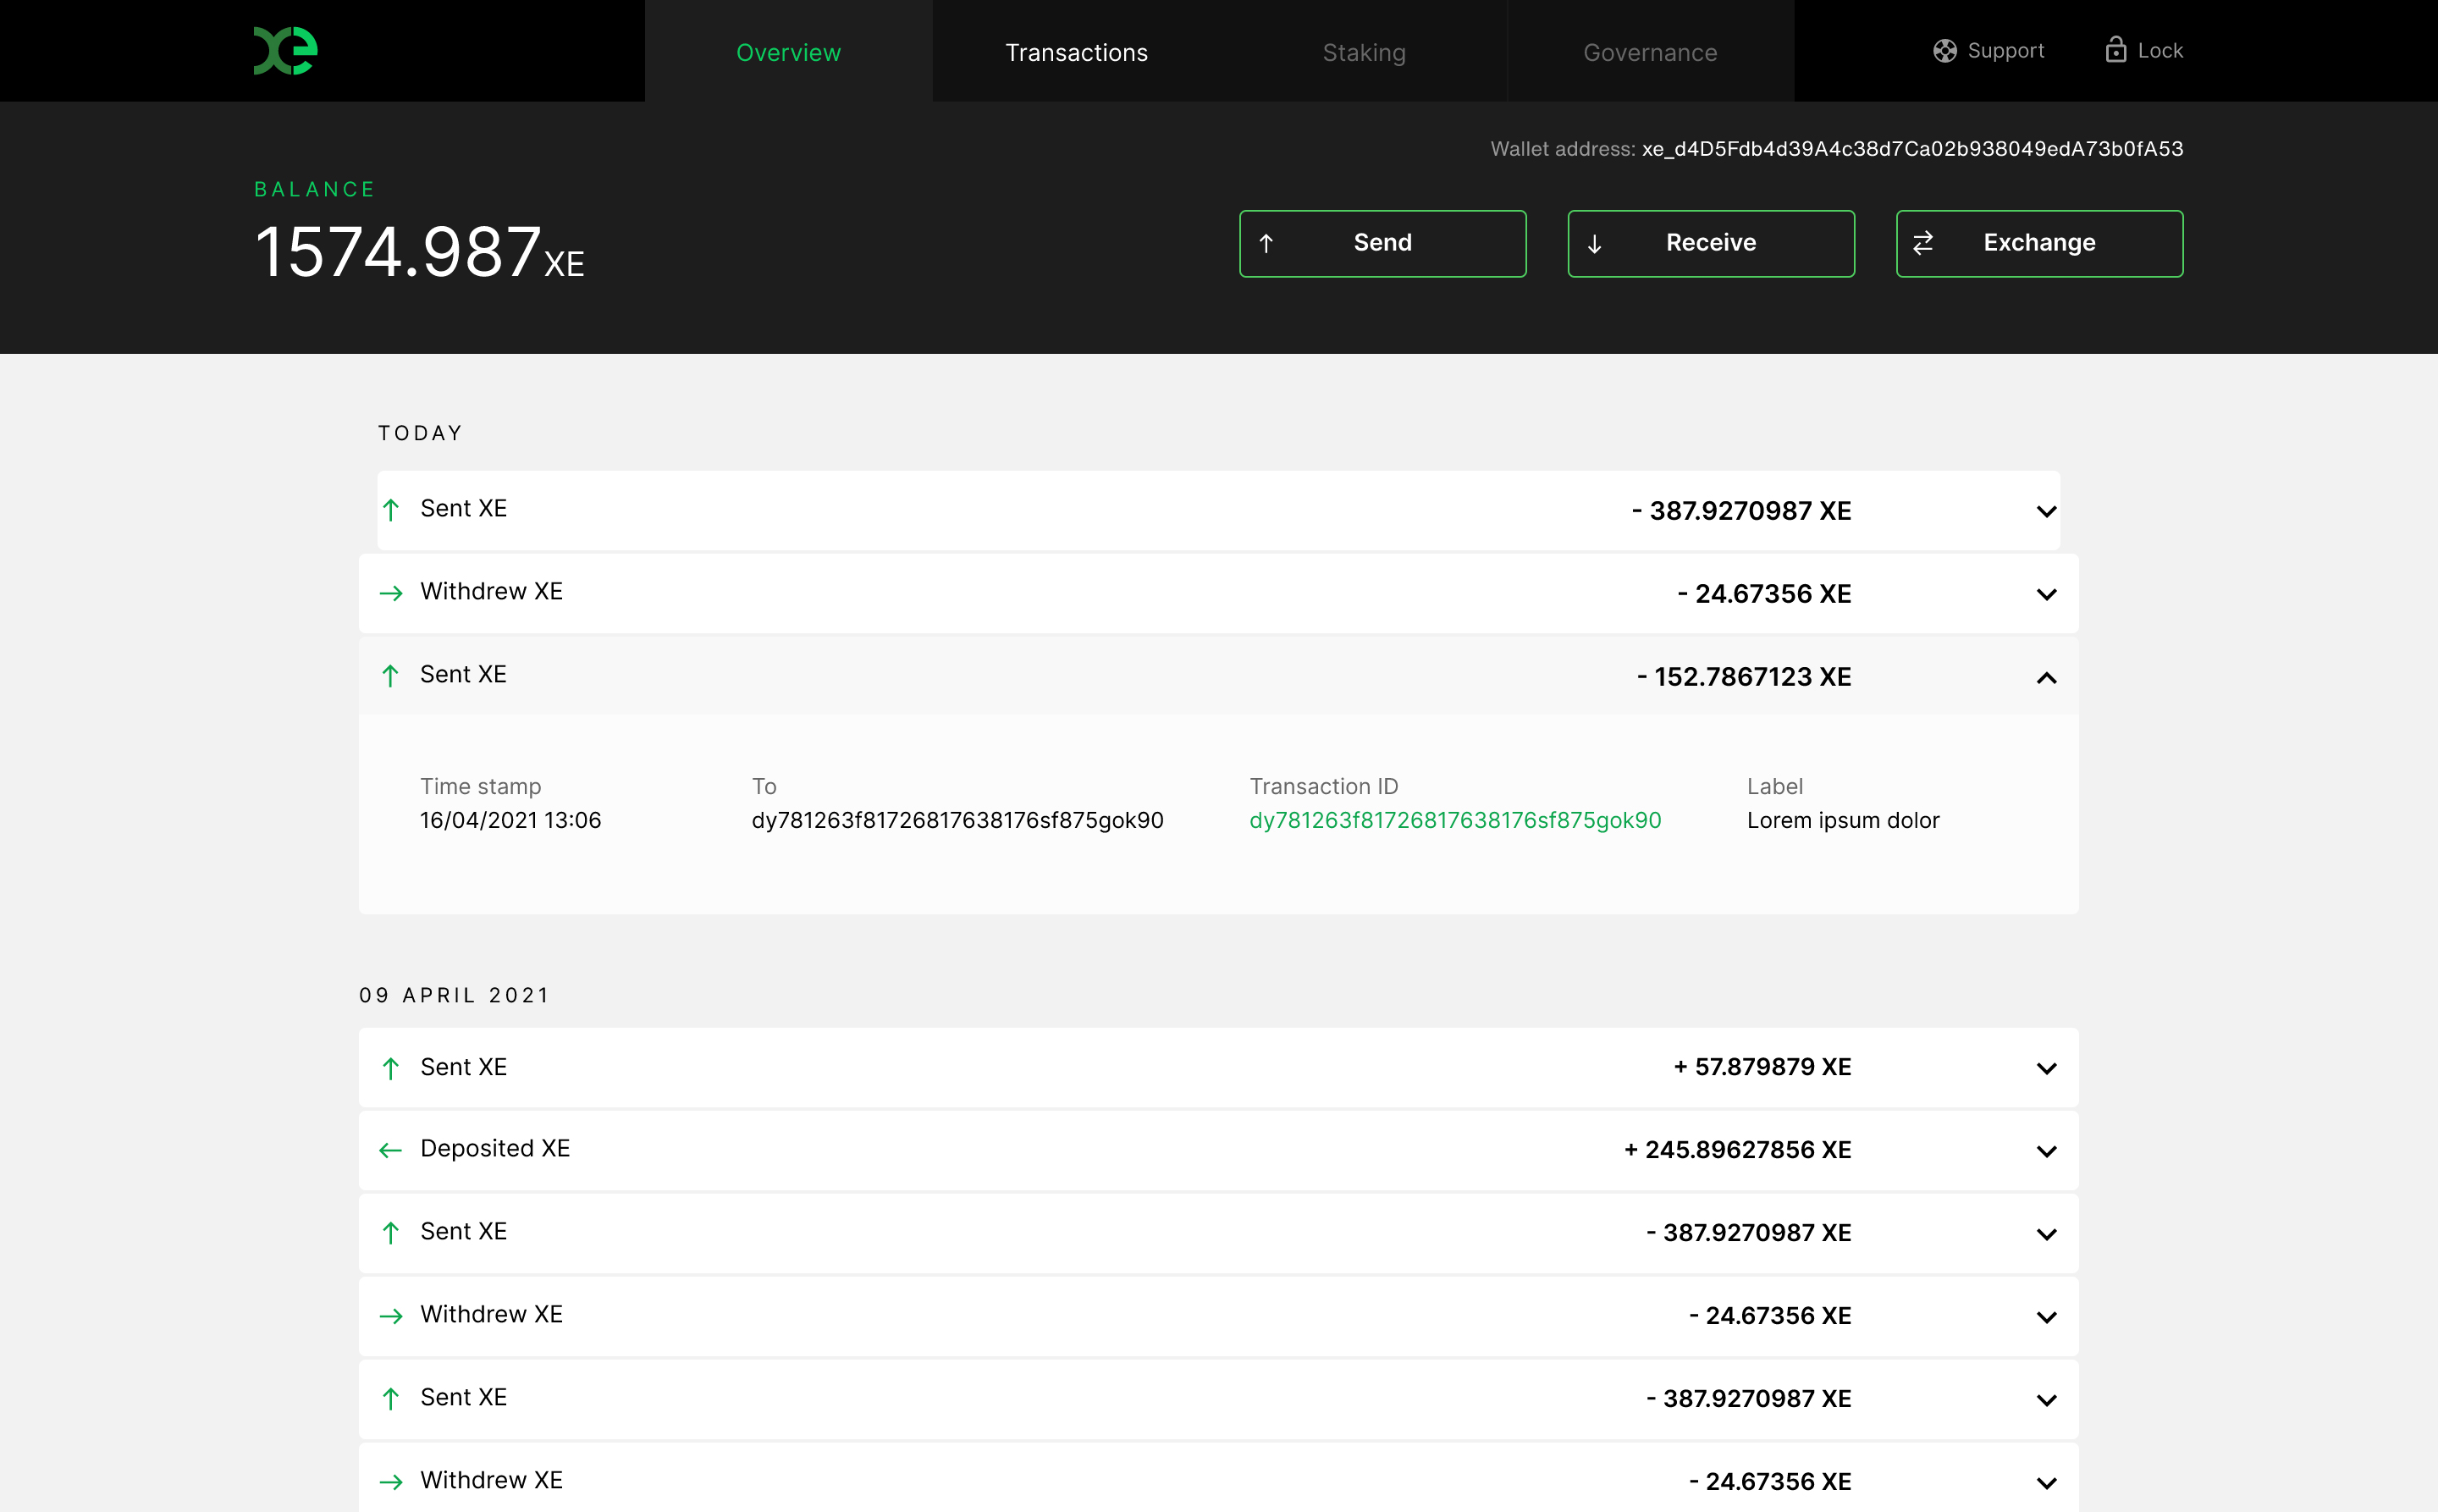 xe Overview Transactions Staking Governance Support Lock
Wallet address: xe_d4D5Fdb4d39A4c38d7Ca02b938049edA73b0fA53
BALANCE
1574.987 XE
Send Receive Exchange
TODAY
Sent XE - 387.9270987 XE
Withdrew XE - 24.67356 XE
Sent XE - 152.7867123 XE
Time stamp To Transaction ID Label
16/04/2021 13:06 dy781263f81726817638176sf875gok90 dy781263f81726817638176sf875gok90 Lorem ipsum dolor
09 APRIL 2021
Sent XE + 57.879879 XE
Deposited XE + 245.89627856 XE
Sent XE - 387.9270987 XE
Withdrew XE - 24.67356 XE
Sent XE - 387.9270987 XE
Withdrew XE - 24.67356 XE